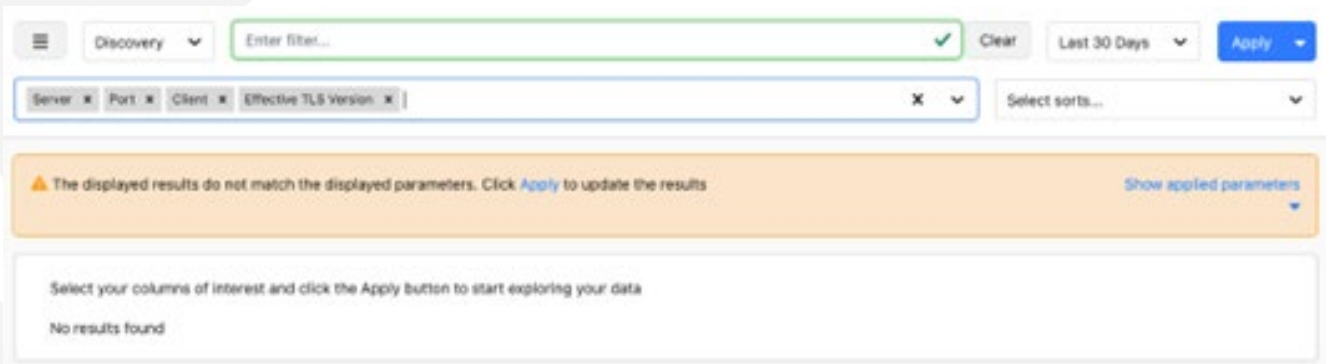 Discovery Enter filter... Clear Last 30 Days Apply
Server Port Client Effective TLS Version Select sorts...
The displayed results do not match the displayed parameters. Click Apply to update the results Show applied parameters
Select your columns of interest and click the Apply button to start exploring your data
No results found